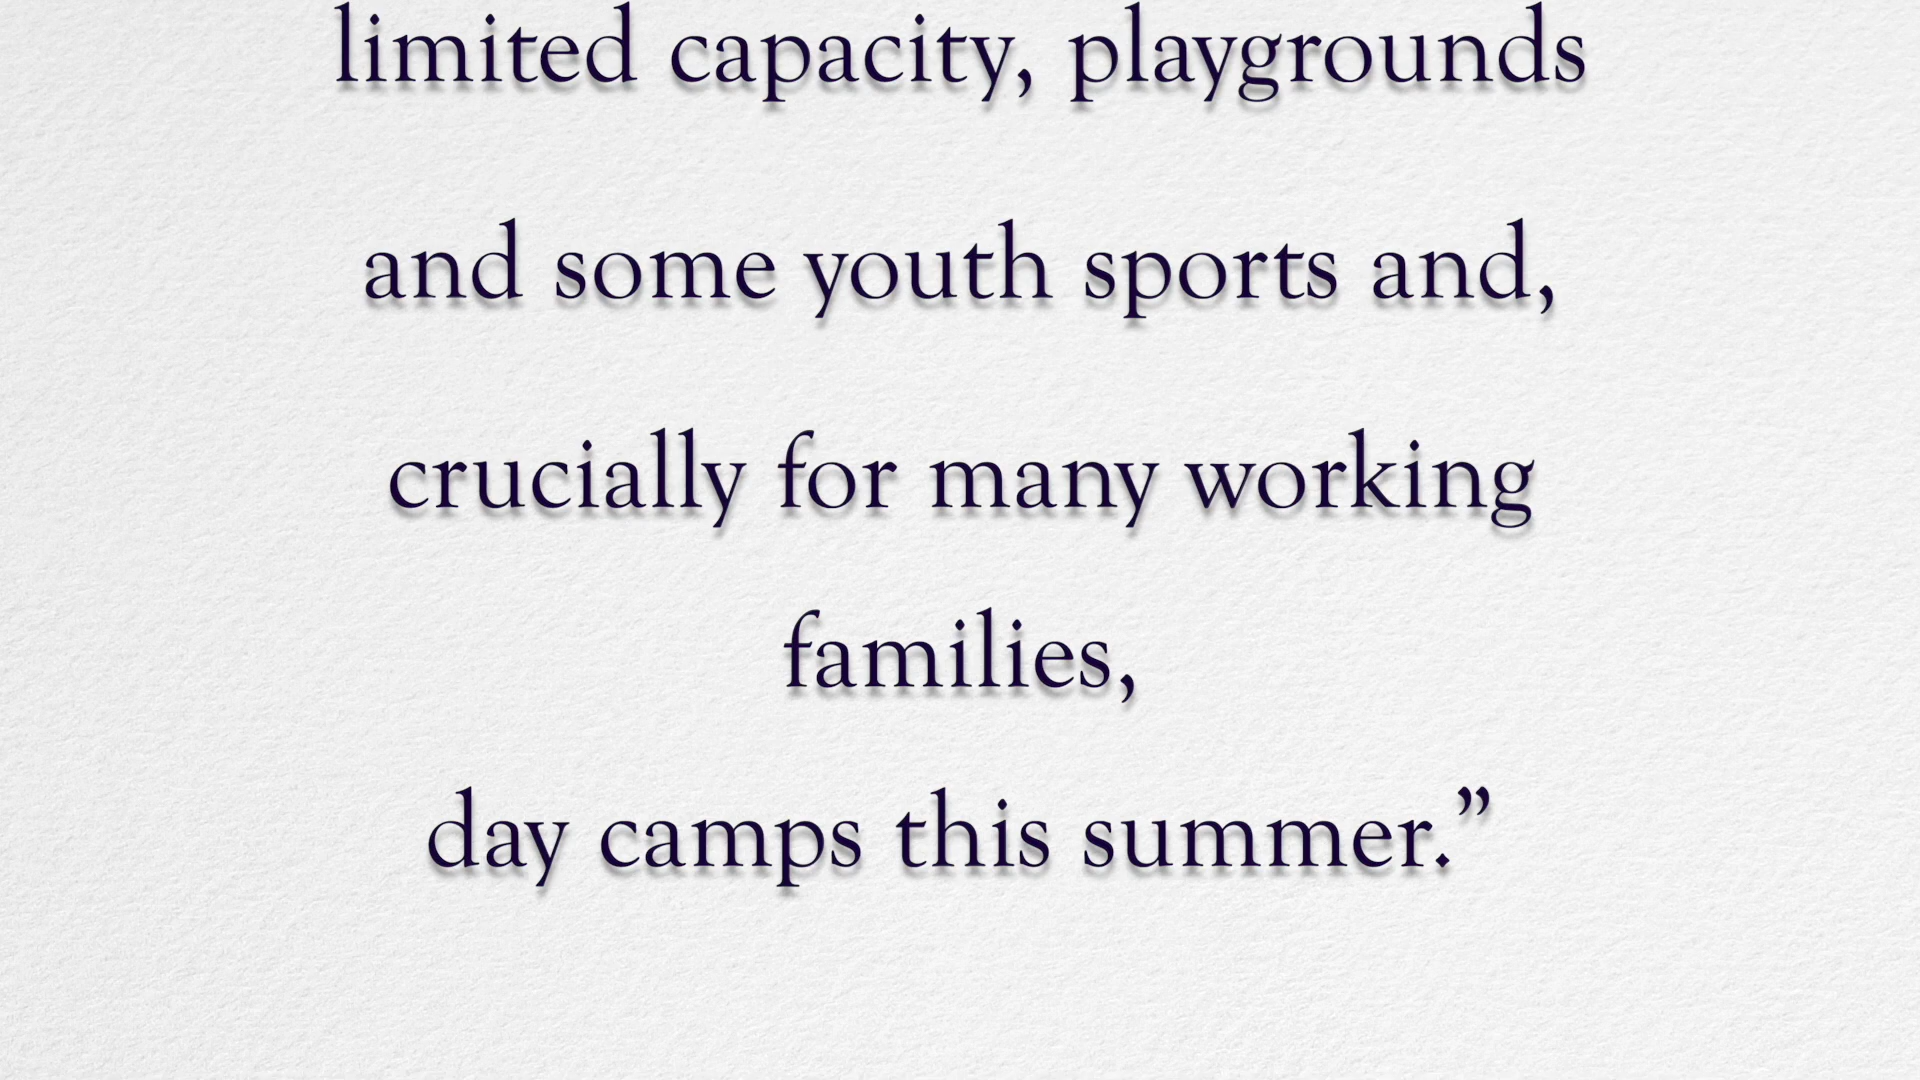 limited capacity, playgrounds
and some youth sports and,
crucially for many working
families,
day camps this summer.”